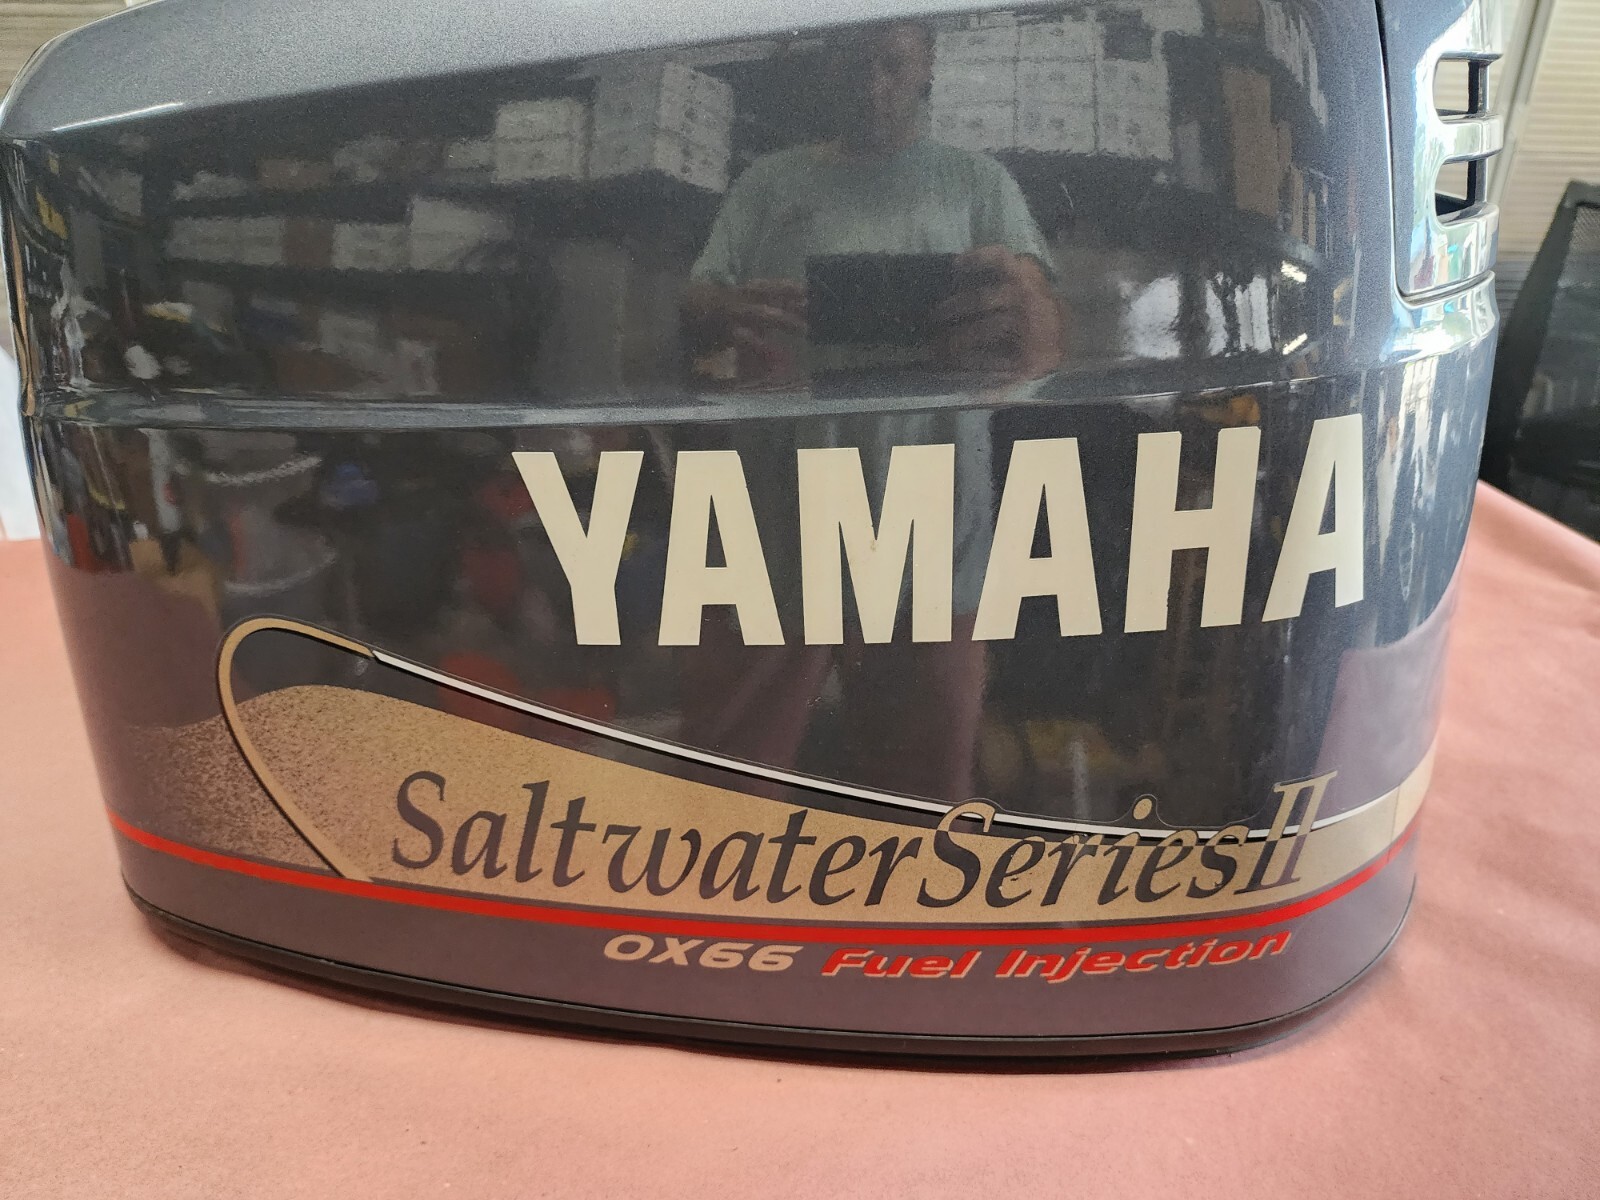 YAMAHA
SaltwaterSeriesII
OX66 Fuel Injection